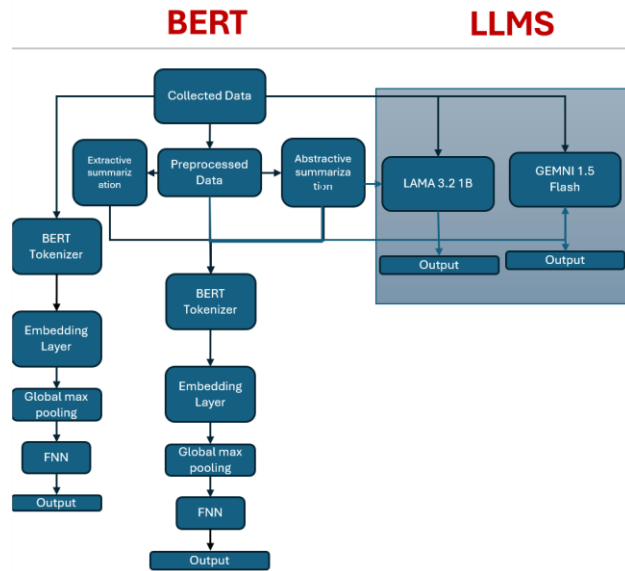 BERT
LLMS
Collected Data
Extractive
summariz
ation
Preprocessed
Data
Abstractive
summariza
tion
LAMA 3.2 1B
GEMNI 1.5
Flash
BERT
Tokenizer
Output
Output
BERT
Tokenizer
Embedding
Layer
Embedding
Layer
Global max
pooling
Global max
pooling
FNN
FNN
Output
Output